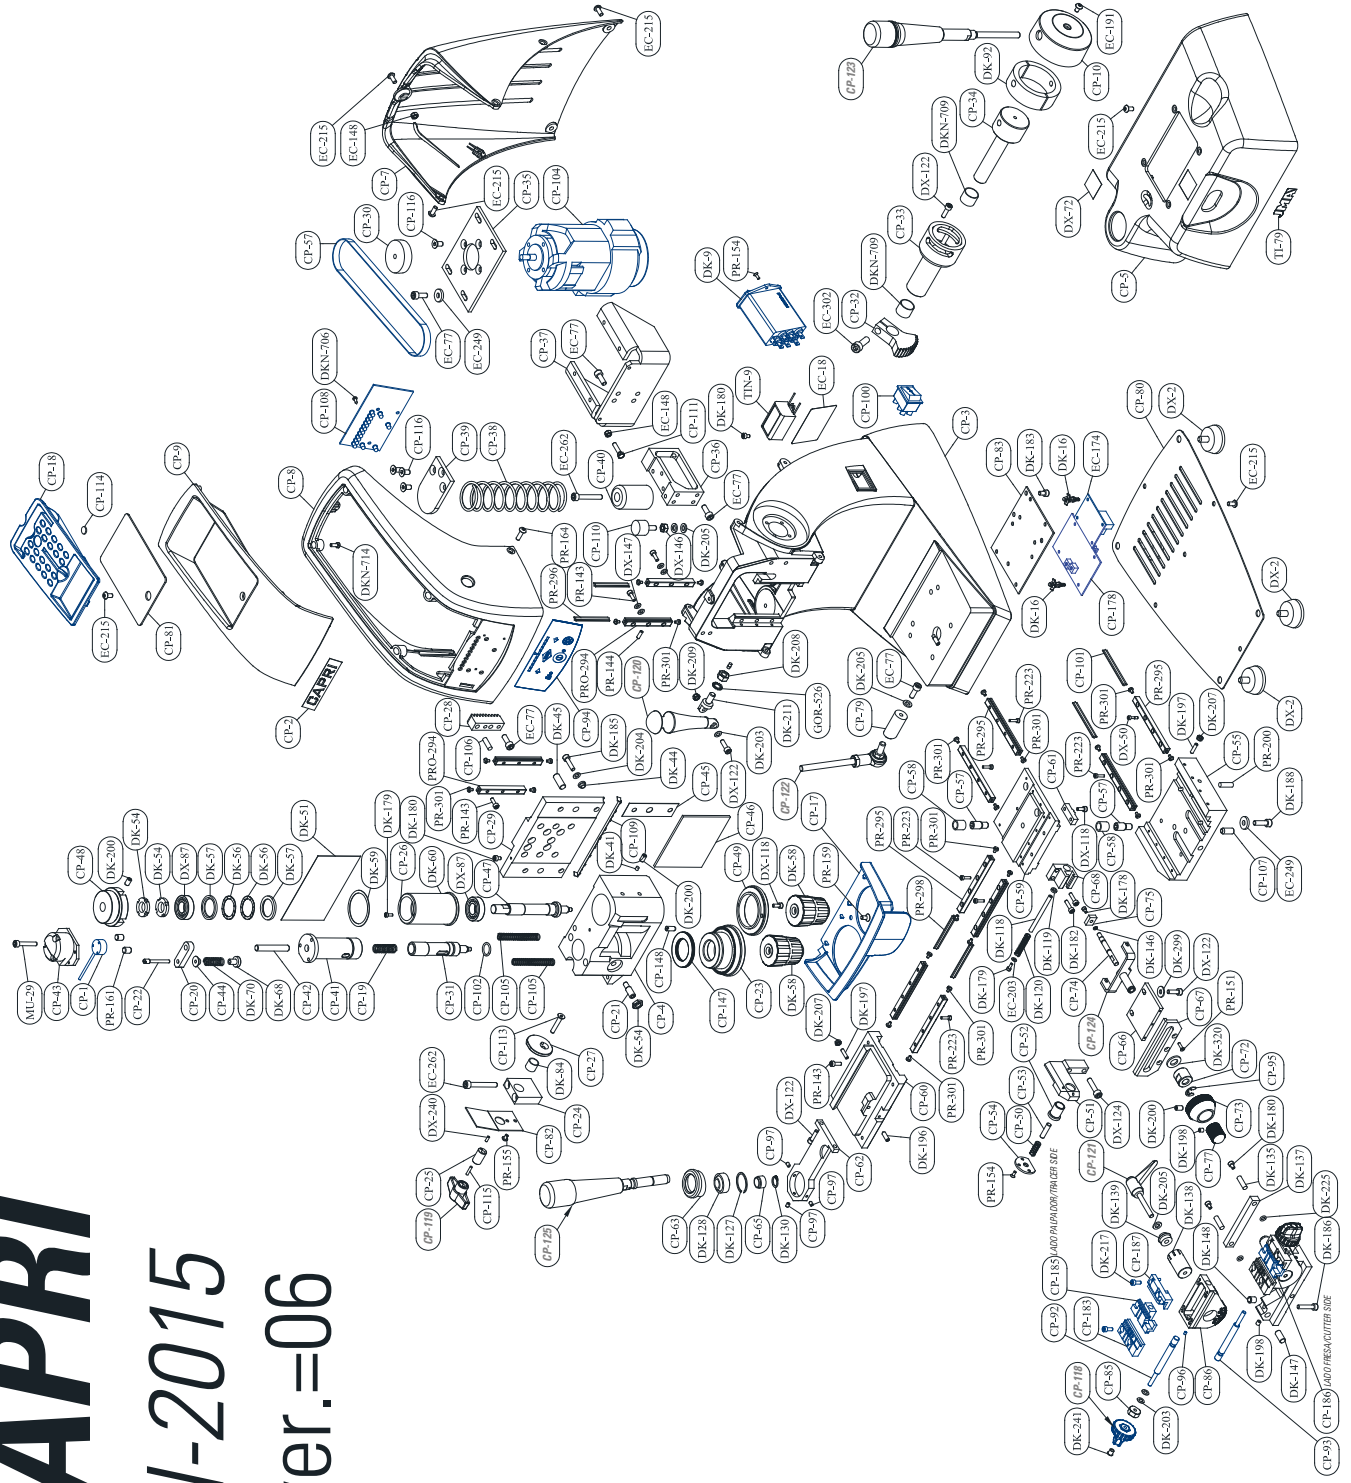 APRI
I-2015
er.=06
EC-215
EC-215
EC-148
CP-7
CP-116
CP-30
CP-57
EC-215
CP-35
CP-104
EC-77
EC-249
DKN-706
CP-108
CP-37
EC-77
CP-123
EC-191
CP-10
DK-92
CP-34
DKN-709
DX-122
CP-33
DKN-709
EC-215
DX-72
CP-5
TI-79
JMA
DK-9
PR-154
EC-302
CP-32
TIN-9
EC-18
DK-180
CP-100
CP-3
CP-18
CP-114
CP-9
CP-8
EC-215
CP-81
CAPRI
CP-2
DKN-714
CP-116
CP-39
CP-38
EC-262
CP-40
EC-148
CP-111
CP-36
EC-77
PR-164
CP-110
DX-147
DX-146
DK-205
PR-296
PR-143
PRO-294
PR-144
CP-120
PR-301
DK-209
DK-208
GOR-526
DK-211
DK-203
DX-122
CP-28
CP-106
PRO-294
EC-77
DK-45
CP-94
DK-185
DK-204
DK-44
CP-45
CP-46
PR-301
PR-143
CP-29
DK-41
CP-109
DK-200
CP-83
DK-183
DK-16
EC-174
CP-80
DX-2
EC-215
DX-2
DX-2
DK-16
CP-178
DK-205
EC-77
CP-79
CP-122
CP-101
PR-301
PR-295
DX-50
DK-197
DK-207
CP-55
PR-200
DK-188
EC-249
CP-107
PR-223
PR-301
PR-295
PR-301
CP-58
CP-57
CP-61
PR-223
CP-57
PR-301
DX-118
CP-58
CP-68
DK-178
CP-75
CP-48
DK-200
DK-54
DK-54
DX-87
DK-57
DK-56
DK-56
DK-57
DK-51
DK-59
DK-179
DK-180
CP-26
DK-60
DX-87
CP-47
MU-29
CP-43
CP-1
PR-161
CP-22
CP-20
CP-44
DK-70
DK-68
CP-42
CP-41
CP-19
CP-31
CP-102
CP-105
CP-105
CP-148
CP-4
CP-21
DK-54
CP-147
CP-23
DK-58
DK-58
DX-118
CP-49
CP-17
PR-159
PR-295
PR-223
PR-301
PR-298
CP-59
DK-118
DK-119
DK-182
CP-74
DK-146
DK-299
DX-122
CP-124
CP-67
PR-151
CP-66
DK-320
CP-72
CP-95
CP-73
DK-180
DK-200
DK-198
CP-77
DK-179
EC-203
DK-120
PR-301
PR-223
PR-301
CP-60
DK-196
DK-207
DK-197
PR-143
DX-122
CP-97
CP-62
CP-97
CP-97
CP-113
CP-27
DK-84
EC-262
CP-24
DX-240
CP-82
PR-155
CP-25
CP-115
CP-119
CP-125
CP-63
DK-128
DK-127
CP-65
DK-130
CP-52
CP-53
CP-50
CP-54
PR-154
CP-51
DX-124
LADO PALPADOR/TRACER SIDE
CP-121
DK-139
DK-205
DK-138
DK-148
DK-135
DK-137
DK-225
DK-186
DK-217
CP-187
CP-185
CP-183
CP-92
CP-118
CP-85
DK-241
DK-203
CP-96
CP-86
DK-198
DK-147
CP-186
CP-93
LADO FRESA/CUTTER SIDE